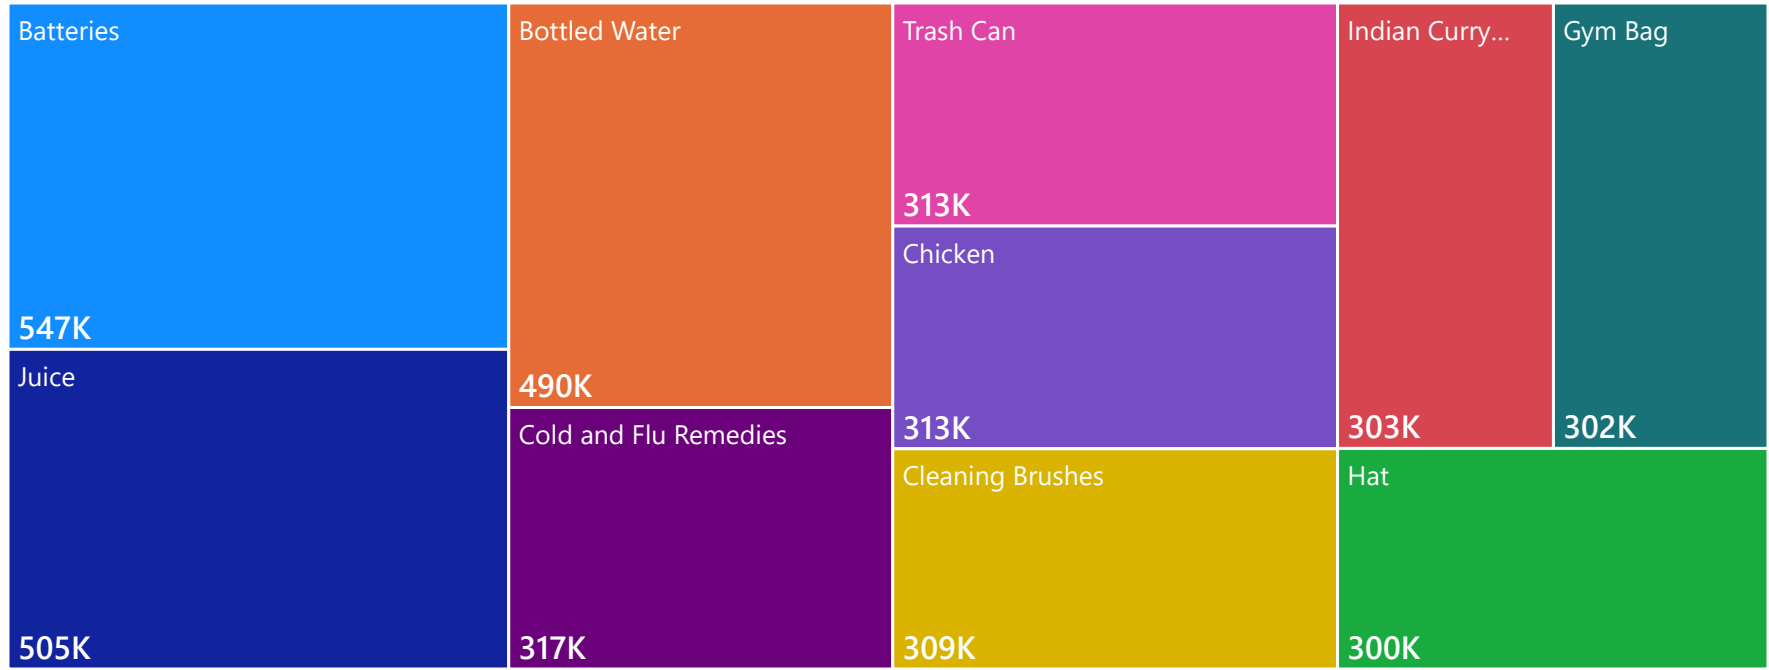 Batteries
547K
Juice
505K
Bottled Water
490K
Cold and Flu Remedies
317K
Trash Can
313K
Chicken
313K
Cleaning Brushes
309K
Indian Curry...
303K
Gym Bag
302K
Hat
300K